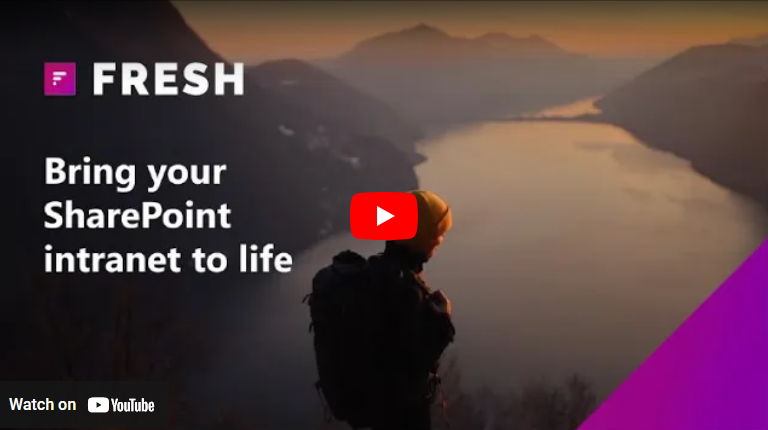 FRESH
Bring your
SharePoint
intranet to life
Watch on YouTube